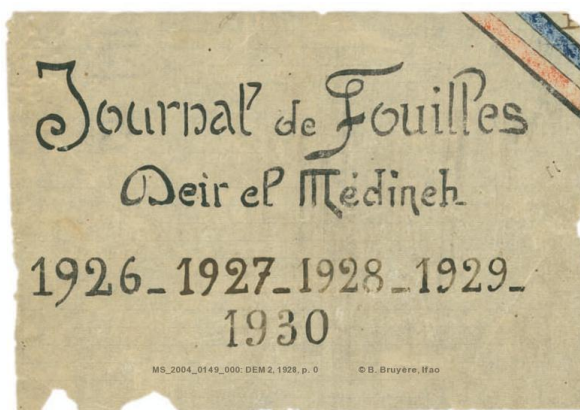 Journal de Fouilles
Deir el Médineh
1926_1927_1928_1929_
1930
MS_2004_0149_000: DEM 2, 1928, p. 0 © B. Bruyère, Ifao